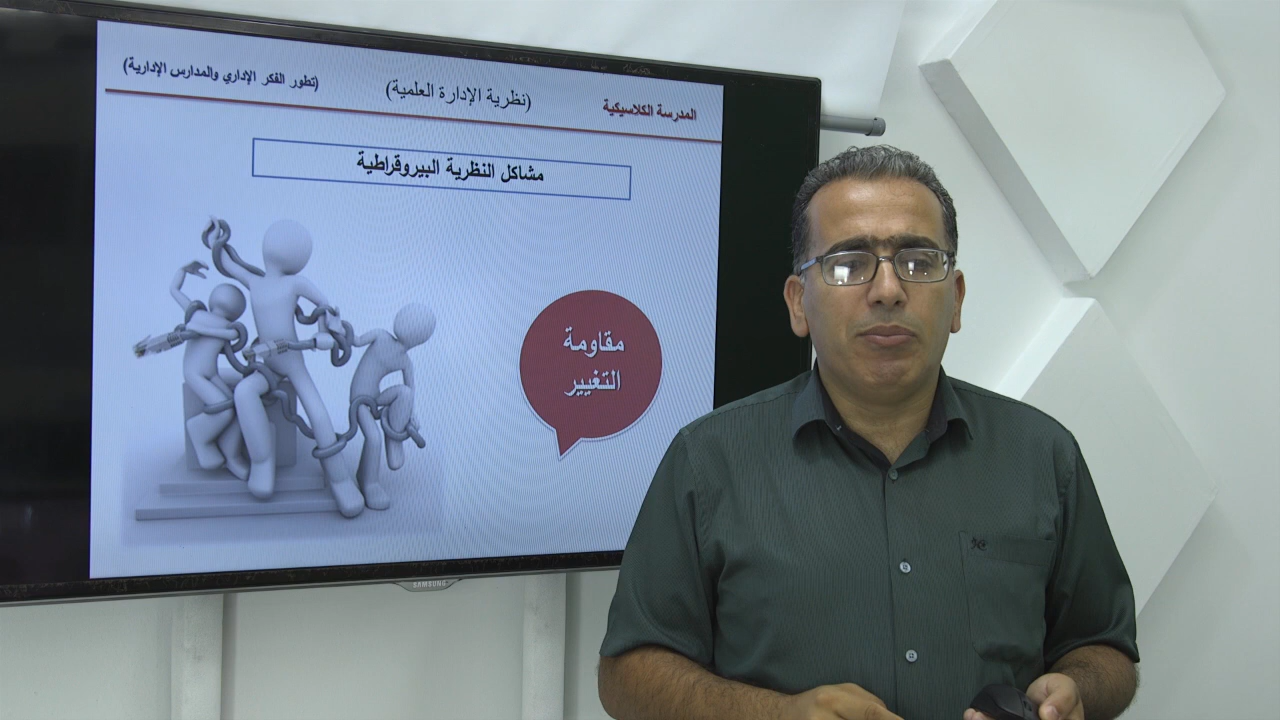 المدرسة الكلاسيكية
(نظرية الإدارة العلمية)
(تطور الفكر الإداري والمدارس الإدارية)
مشاكل النظرية البيروقراطية
مقاومة
التغيير
SAMSUNG